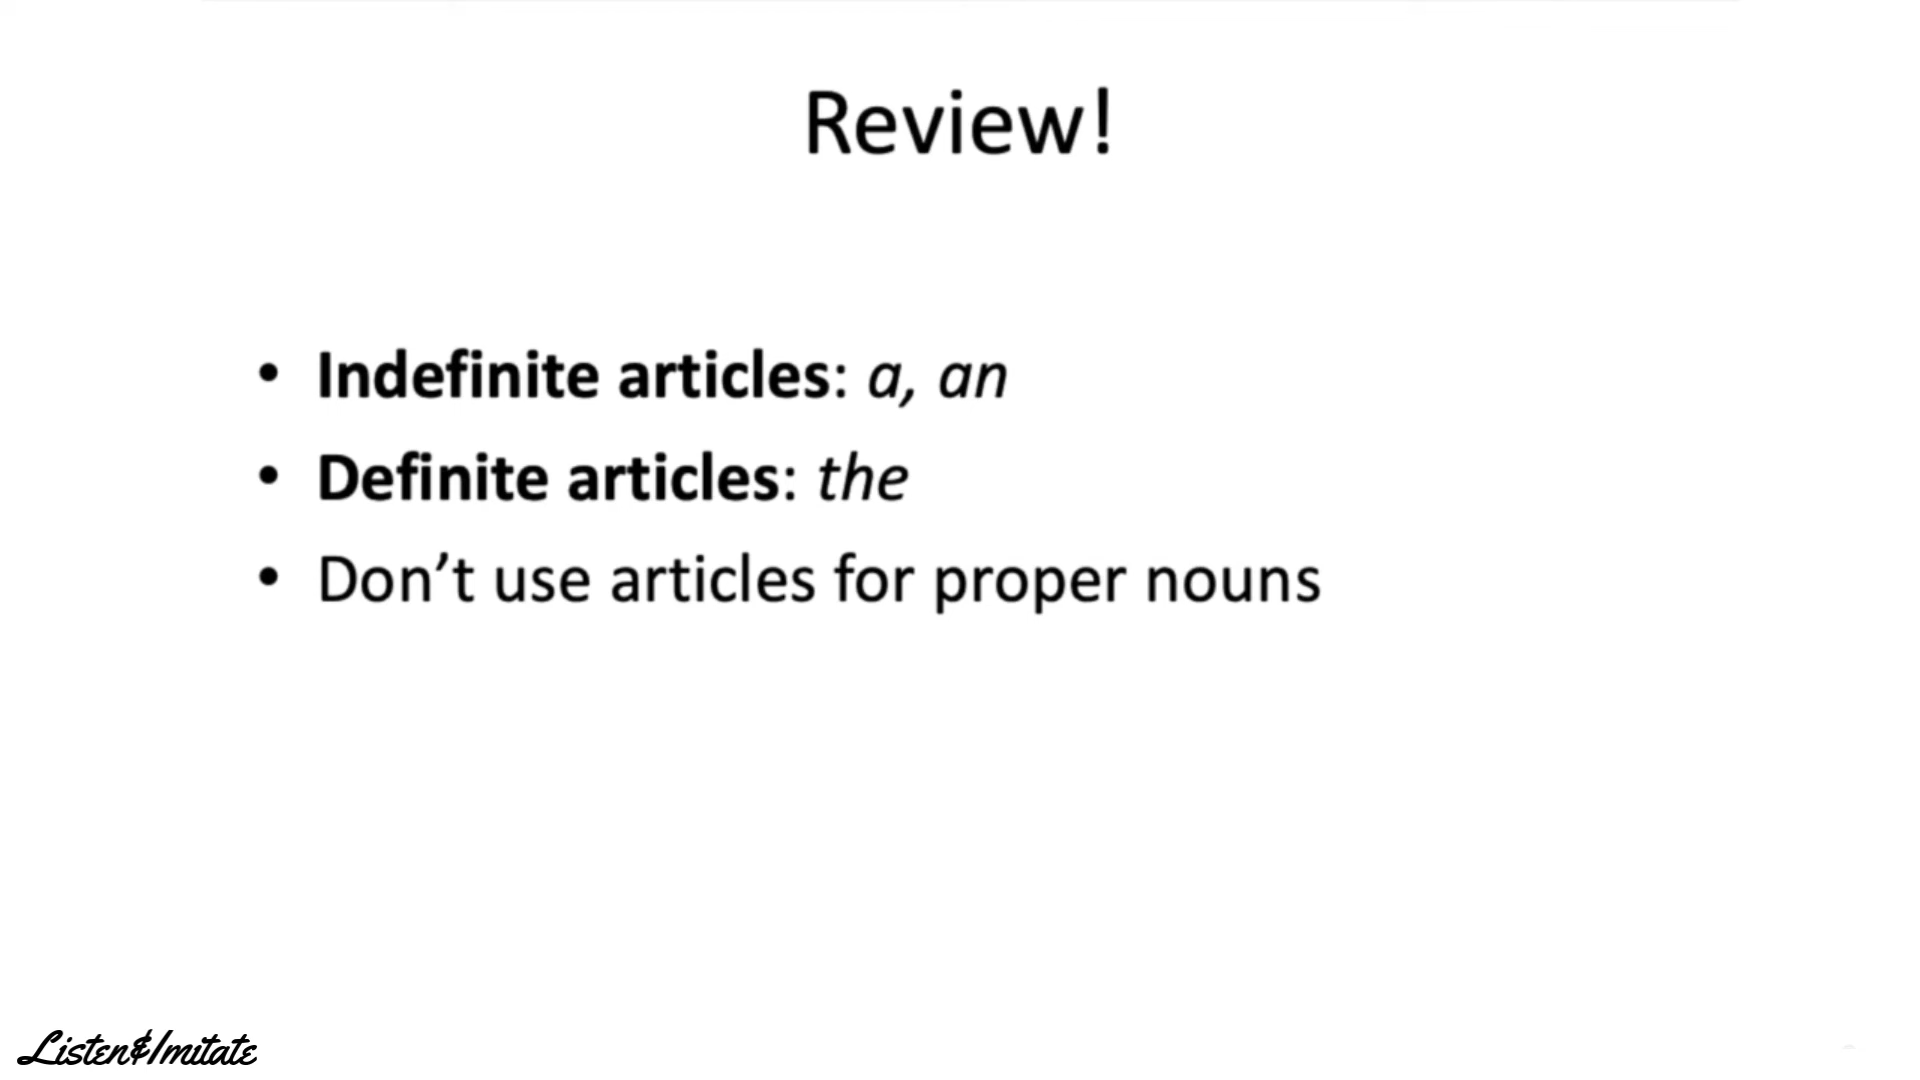 Review!
• Indefinite articles: a, an
• Definite articles: the
• Don’t use articles for proper nouns
Listen&Imitate